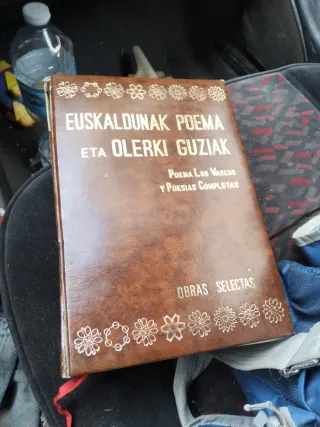 EUSKALDUNAK POEMA
ETA OLERKI GUZIAK
POEMA LOS VASCOS
Y POESIAS COMPLETAS
OBRAS SELECTAS